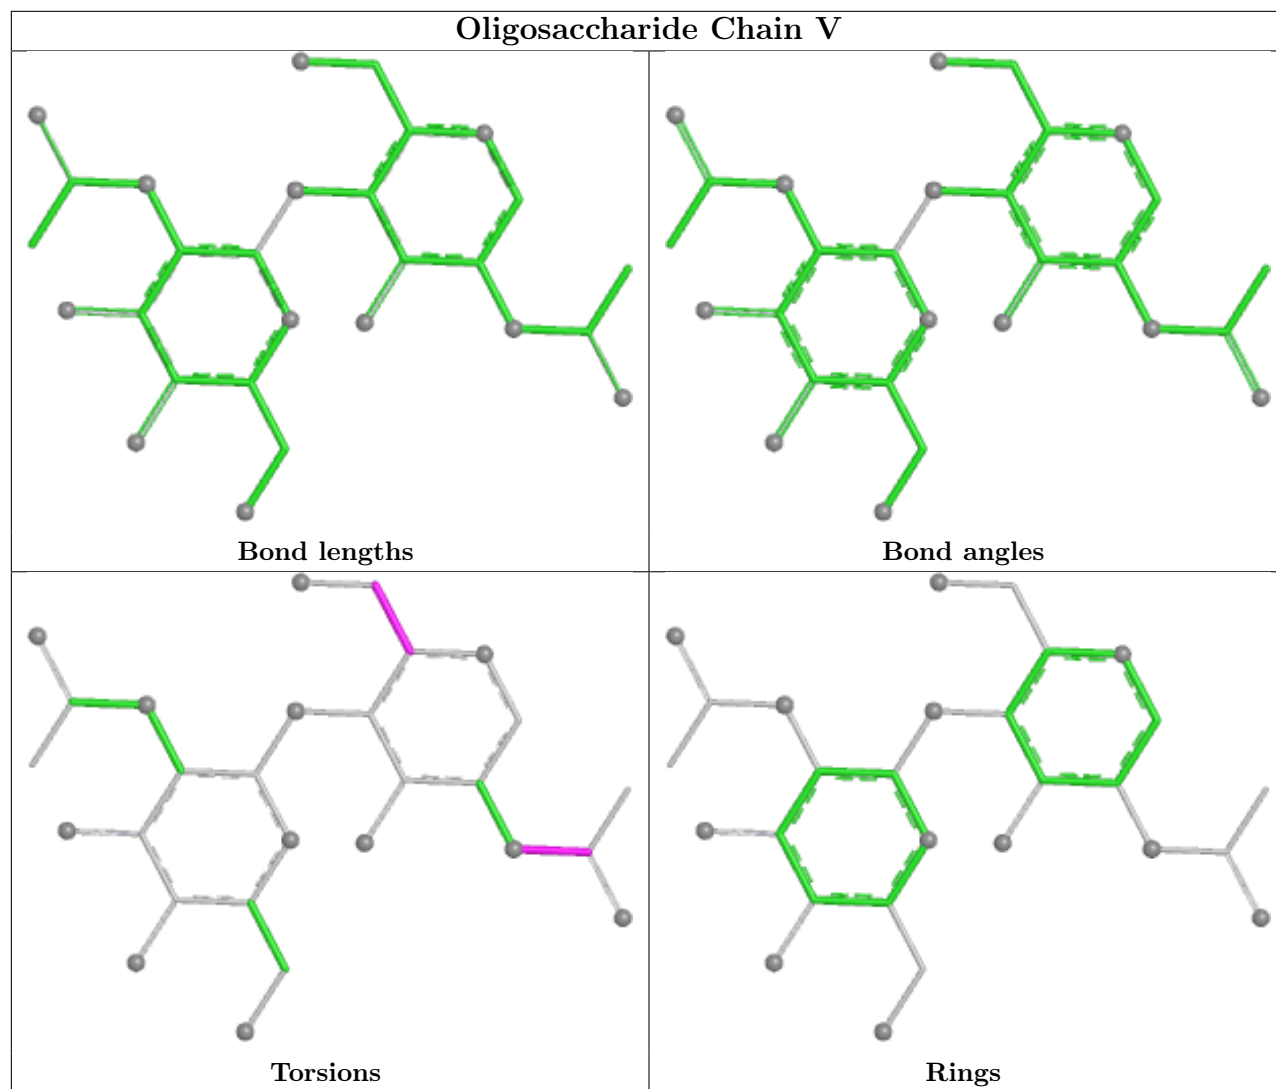 Oligosaccharide Chain V
Bond lengths
Bond angles
Torsions
Rings